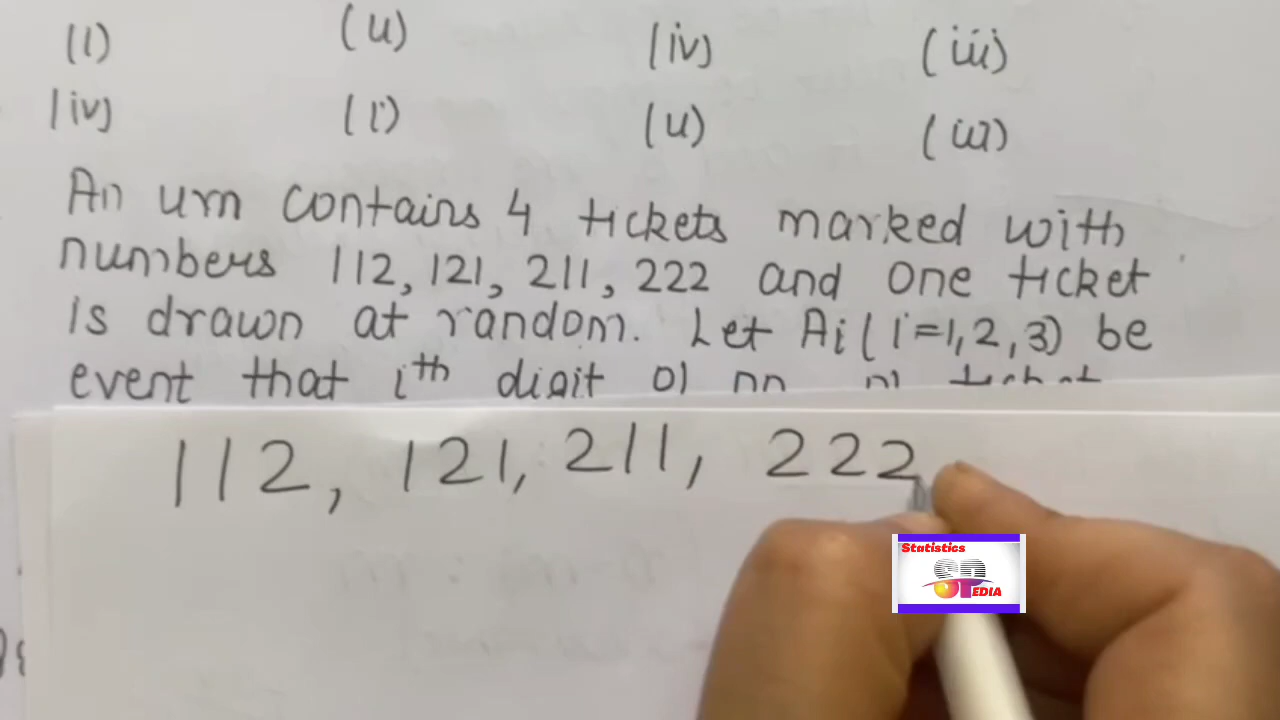 (i) (ii) (iv) (iii)
(iv) (i) (ii) (iii)
An urn contains 4 tickets marked with
numbers 112, 121, 211, 222 and one ticket
is drawn at random. Let Ai (i=1,2,3) be
event that ith digit of
112, 121, 211, 222
Statistics
PEDIA